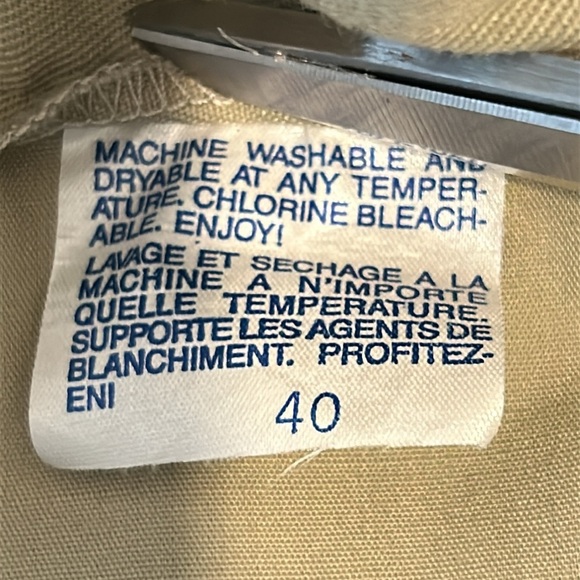 MACHINE WASHABLE AND
DRYABLE AT ANY TEMPER-
ATURE. CHLORINE BLEACH-
ABLE. ENJOY!
LAVAGE ET SECHAGE A LA
MACHINE A N'IMPORTE
QUELLE TEMPERATURE.
SUPPORTE LES AGENTS DE
BLANCHIMENT. PROFITEZ-
EN!
40